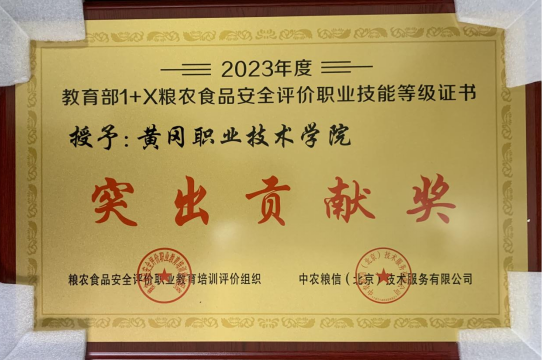 2023年度
教育部1+X粮农食品安全评价职业技能等级证书
授予：黄冈职业技术学院
突出贡献奖
粮农食品安全评价职业教育培训评价组织 中农粮信（北京）技术服务有限公司